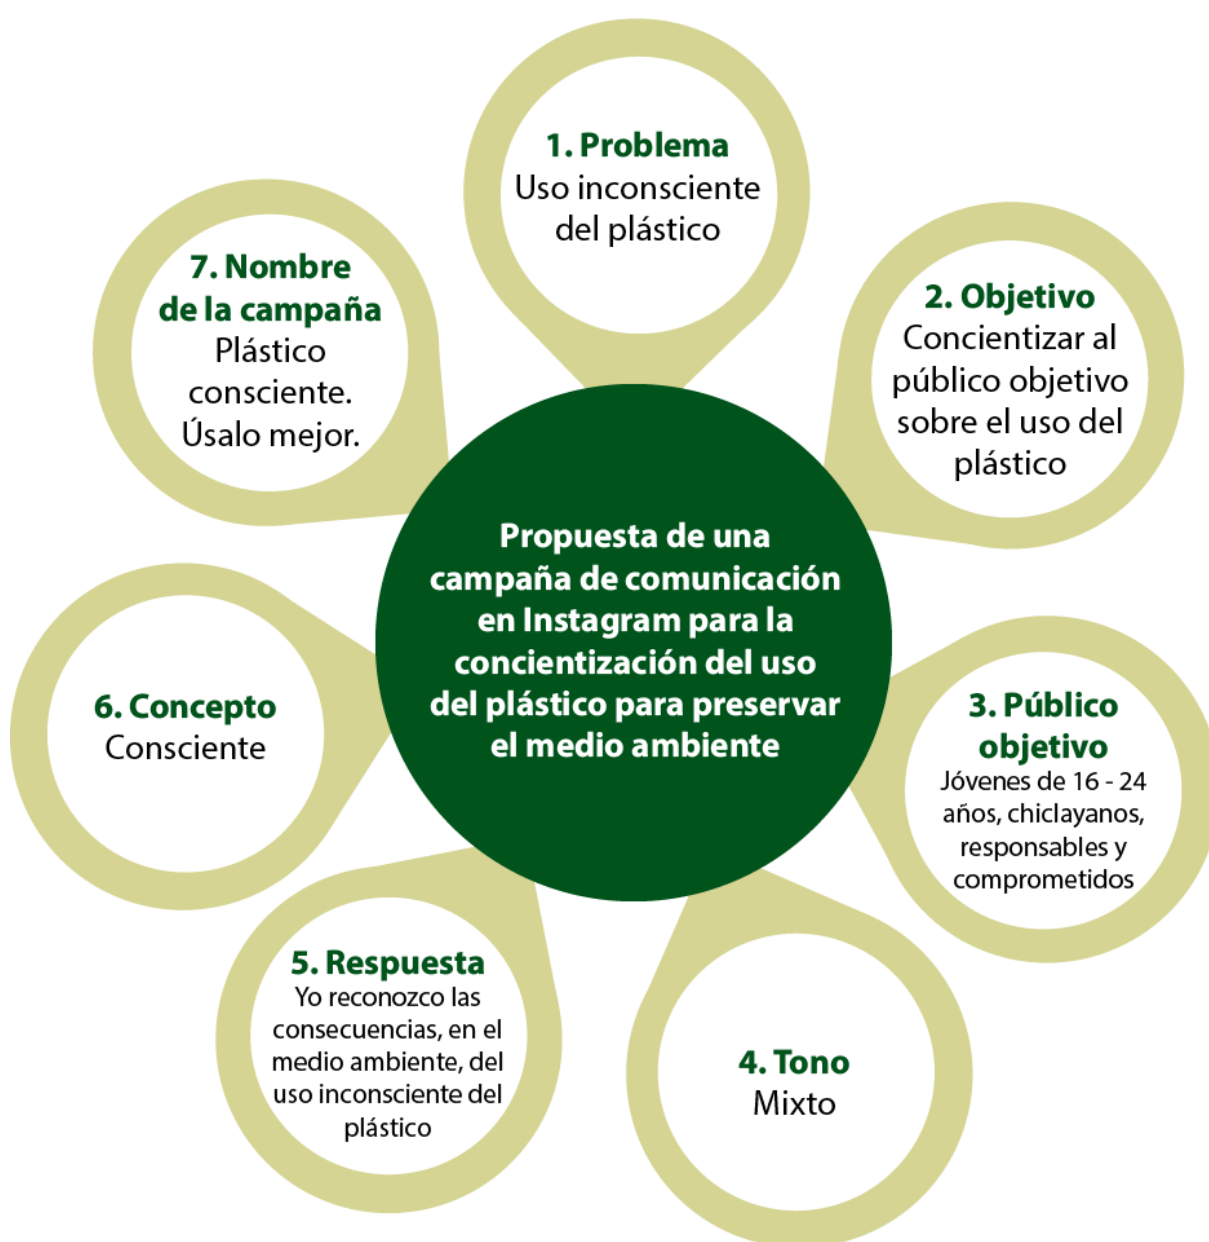 1. Problema
Uso inconsciente
del plástico
2. Objetivo
Concientizar al
público objetivo
sobre el uso del
plástico
3. Público
objetivo
Jóvenes de 16 - 24
años, chiclayanos,
responsables y
comprometidos
4. Tono
Mixto
5. Respuesta
Yo reconozco las
consecuencias, en el
medio ambiente, del
uso inconsciente del
plástico
6. Concepto
Consciente
7. Nombre
de la campaña
Plástico
consciente.
Úsalo mejor.
Propuesta de una
campaña de comunicación
en Instagram para la
concientización del uso
del plástico para preservar
el medio ambiente